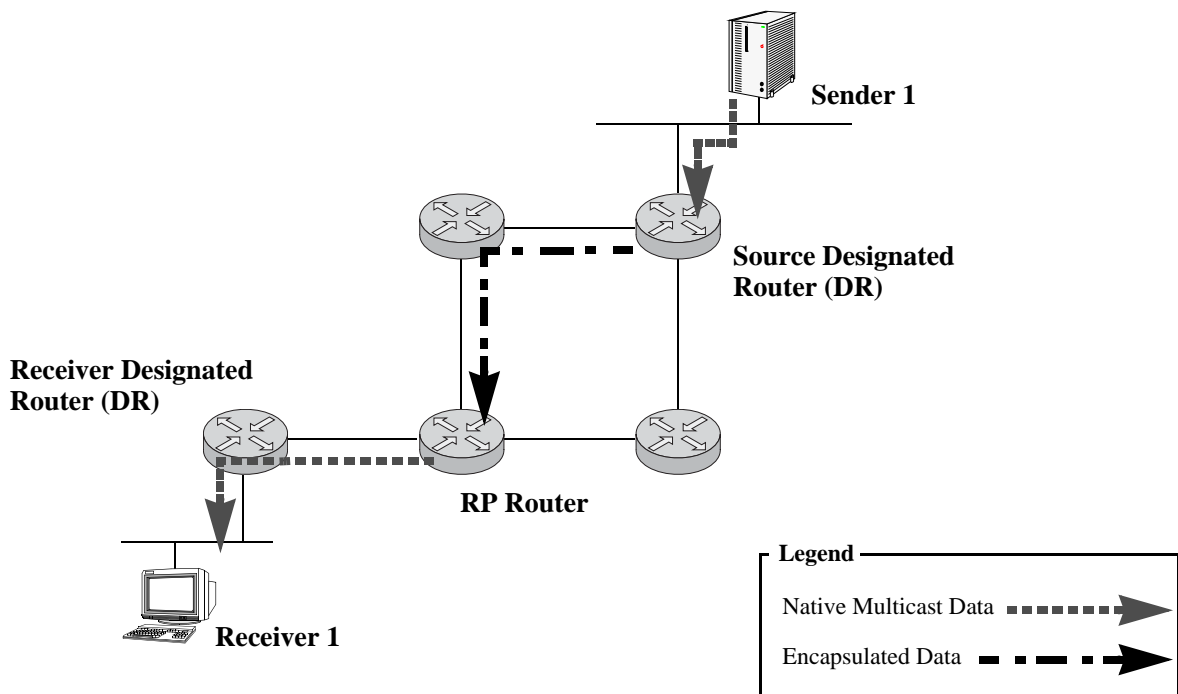 Sender 1
Source Designated
Router (DR)
Receiver Designated
Router (DR)
RP Router
Receiver 1
Legend
Native Multicast Data
Encapsulated Data